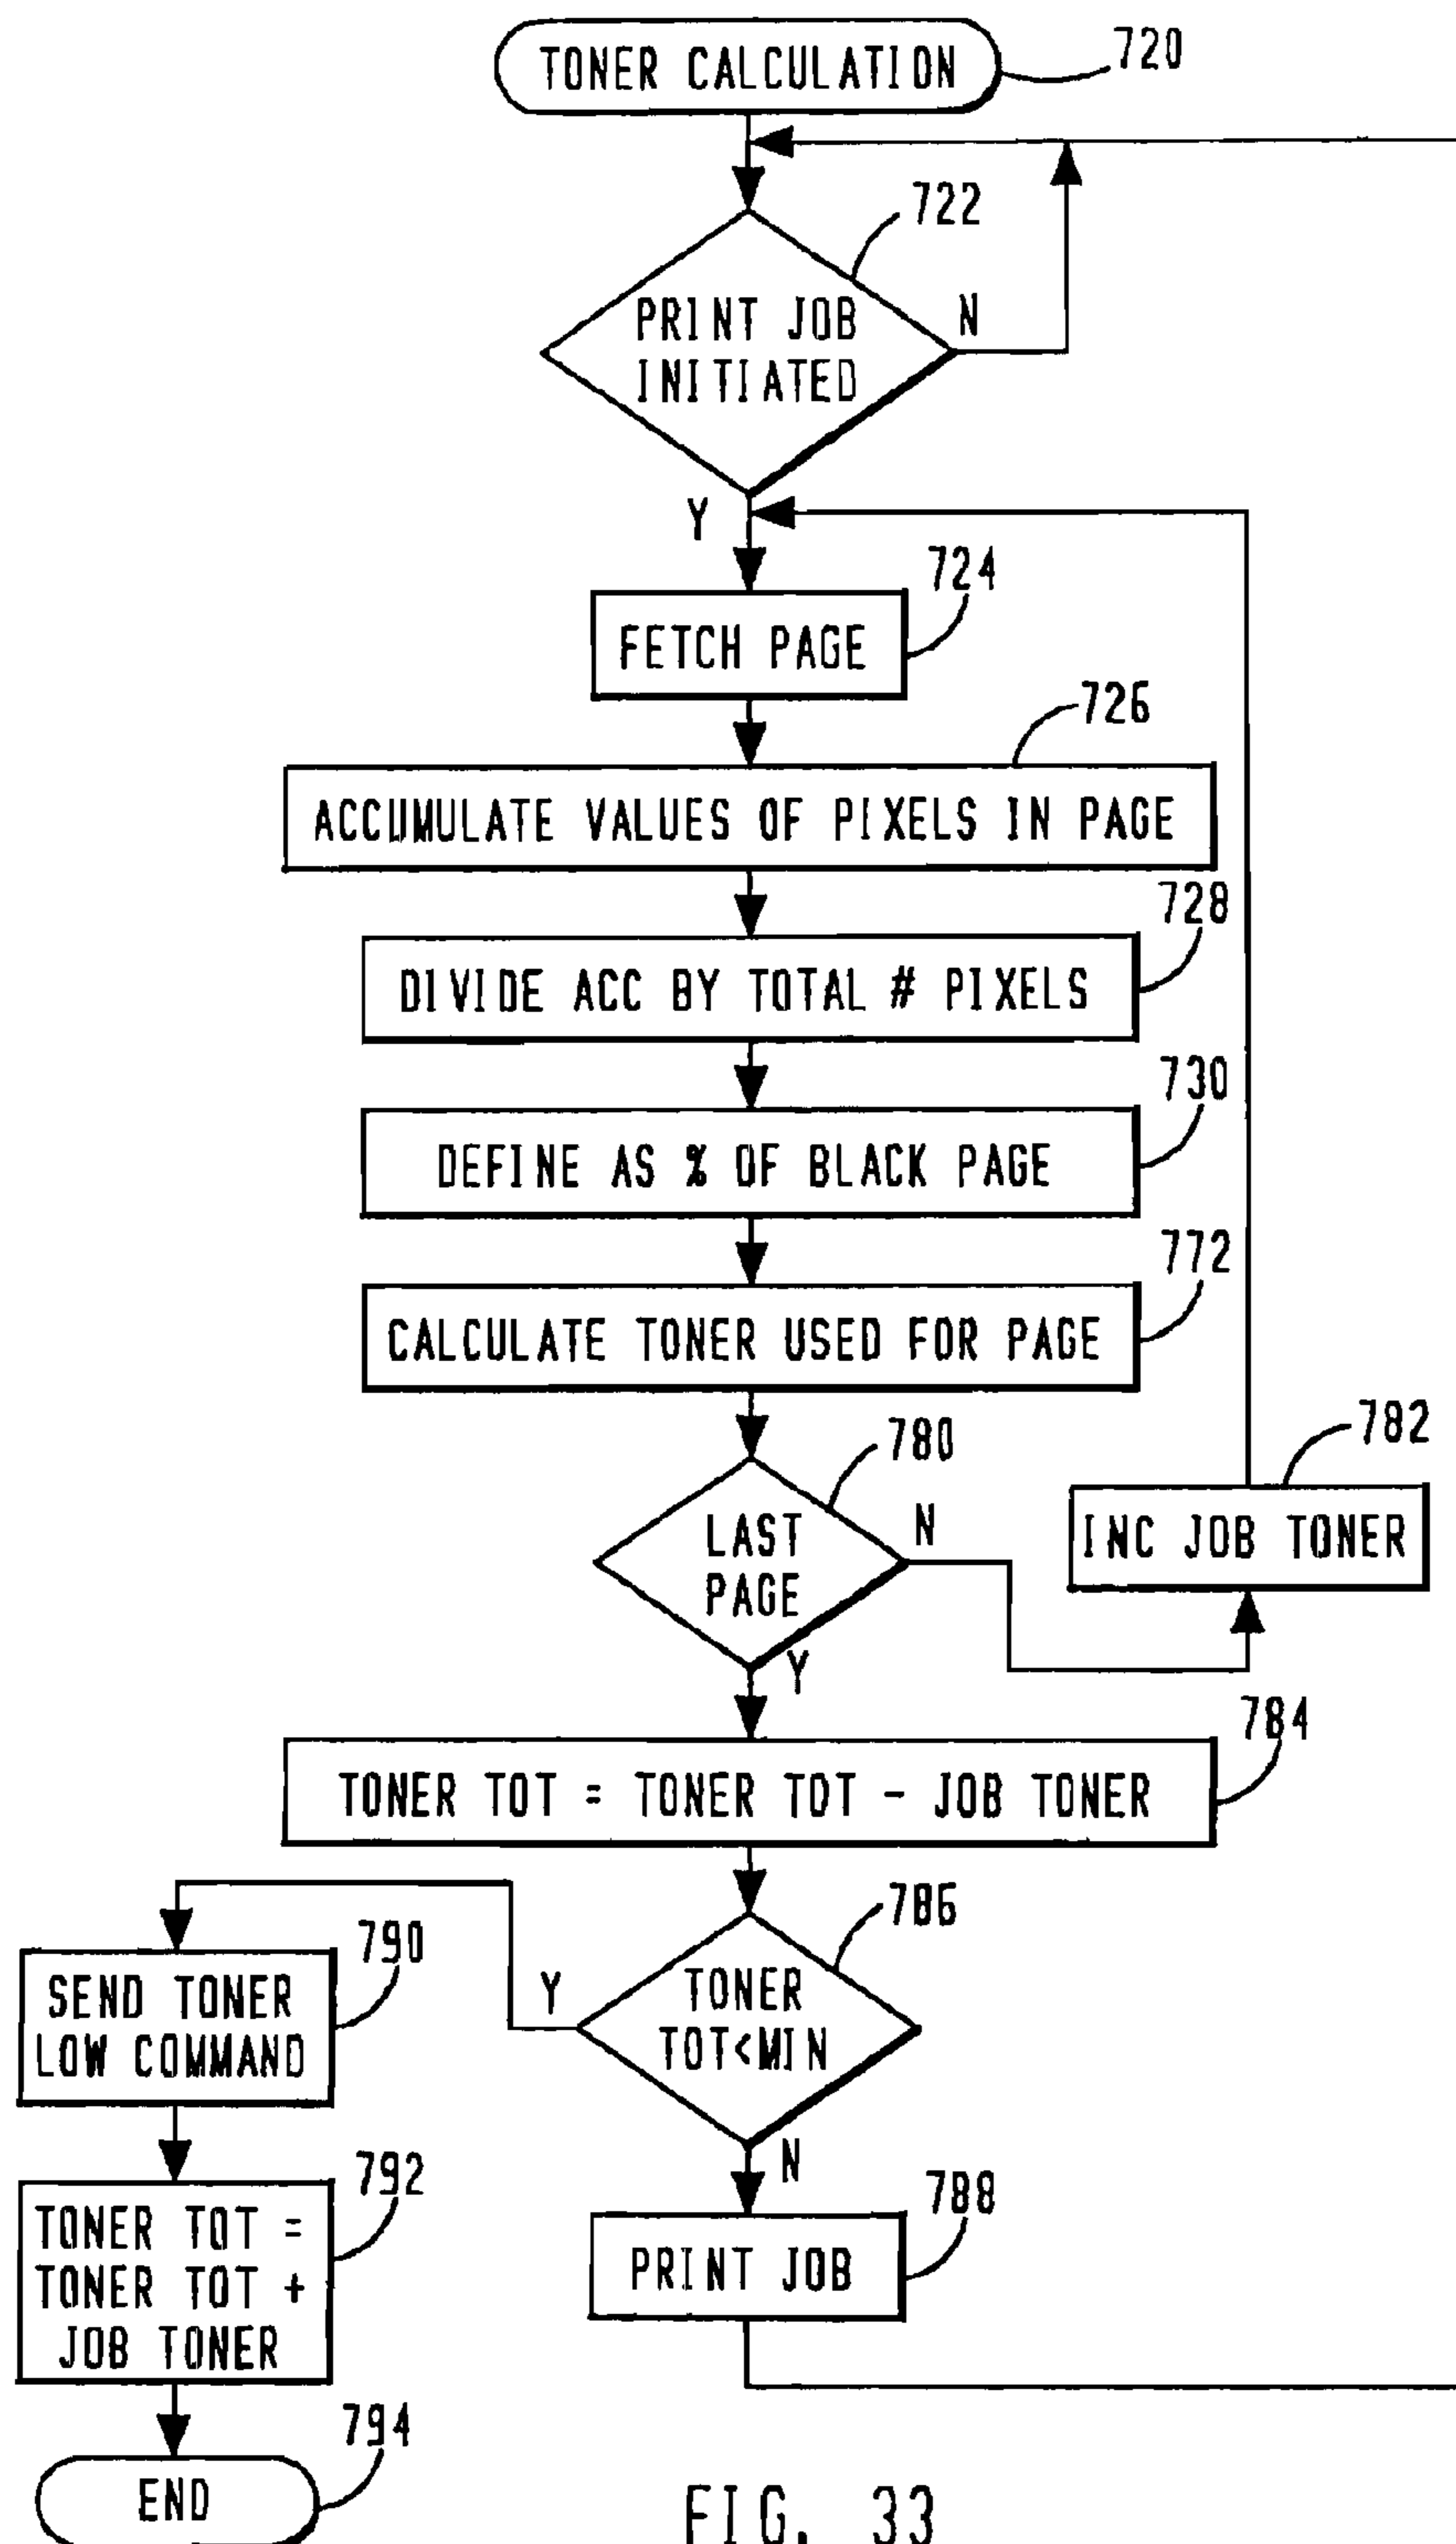 TONER CALCULATION
720
722
PRINT JOB
INITIATED
N
Y
724
FETCH PAGE
726
ACCUMULATE VALUES OF PIXELS IN PAGE
728
DIVIDE ACC BY TOTAL # PIXELS
730
DEFINE AS % OF BLACK PAGE
772
CALCULATE TONER USED FOR PAGE
780
LAST
PAGE
N
782
INC JOB TONER
Y
784
TONER TOT = TONER TOT - JOB TONER
786
TONER
TOT<MIN
Y
790
SEND TONER
LOW COMMAND
N
792
TONER TOT =
TONER TOT +
JOB TONER
788
PRINT JOB
794
END
FIG. 33